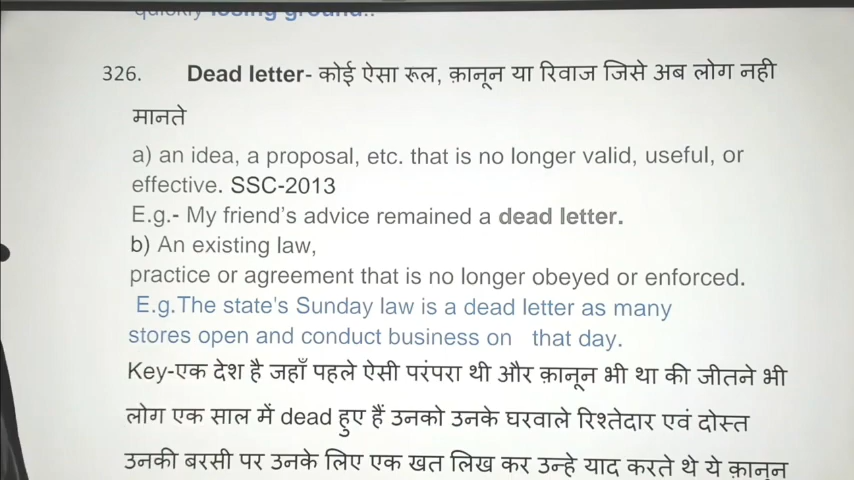 quickly losing ground..
326. Dead letter- कोई ऐसा रूल, क़ानून या रिवाज जिसे अब लोग नही
मानते
a) an idea, a proposal, etc. that is no longer valid, useful, or
effective. SSC-2013
E.g.- My friend's advice remained a dead letter.
b) An existing law,
practice or agreement that is no longer obeyed or enforced.
E.g.The state's Sunday law is a dead letter as many
stores open and conduct business on that day.
Key-एक देश है जहाँ पहले ऐसी परंपरा थी और क़ानून भी था की जीतने भी
लोग एक साल में dead हुए हैं उनको उनके घरवाले रिश्तेदार एवं दोस्त
उनकी बरसी पर उनके लिए एक खत लिख कर उन्हे याद करते थे ये क़ानून